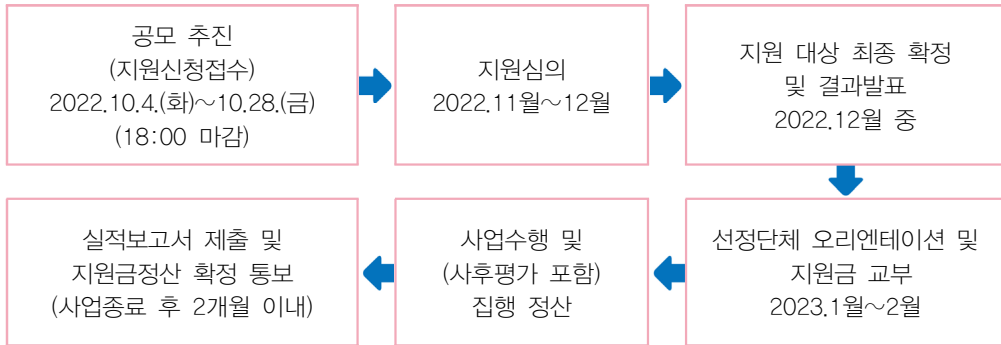 공모 추진
(지원신청접수)
2022.10.4.(화)~10.28.(금)
(18:00 마감)
지원심의
2022.11월~12월
지원 대상 최종 확정
및 결과발표
2022.12월 중
선정단체 오리엔테이션 및
지원금 교부
2023.1월~2월
사업수행 및
(사후평가 포함)
집행 정산
실적보고서 제출 및
지원금정산 확정 통보
(사업종료 후 2개월 이내)